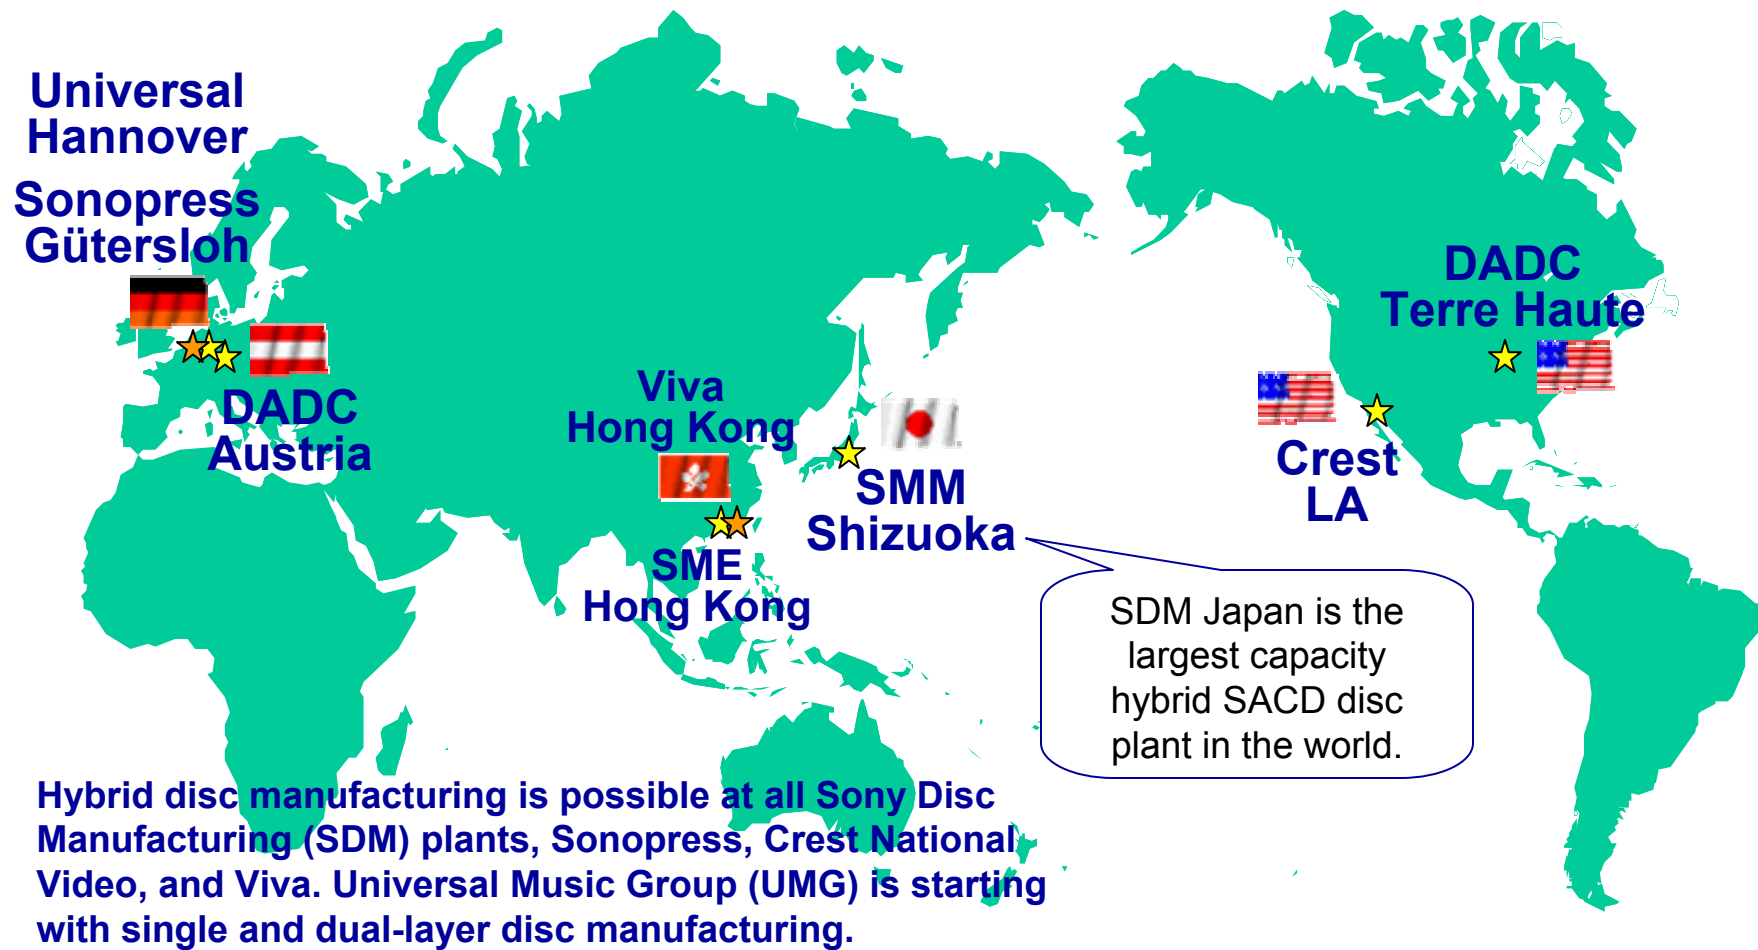 Universal
Hannover
Sonopress
Gütersloh
DADC
Austria
Viva
Hong Kong
SME
Hong Kong
SMM
Shizuoka
DADC
Terre Haute
Crest
LA
SDM Japan is the
largest capacity
hybrid SACD disc
plant in the world.
Hybrid disc manufacturing is possible at all Sony Disc
Manufacturing (SDM) plants, Sonopress, Crest National
Video, and Viva. Universal Music Group (UMG) is starting
with single and dual-layer disc manufacturing.